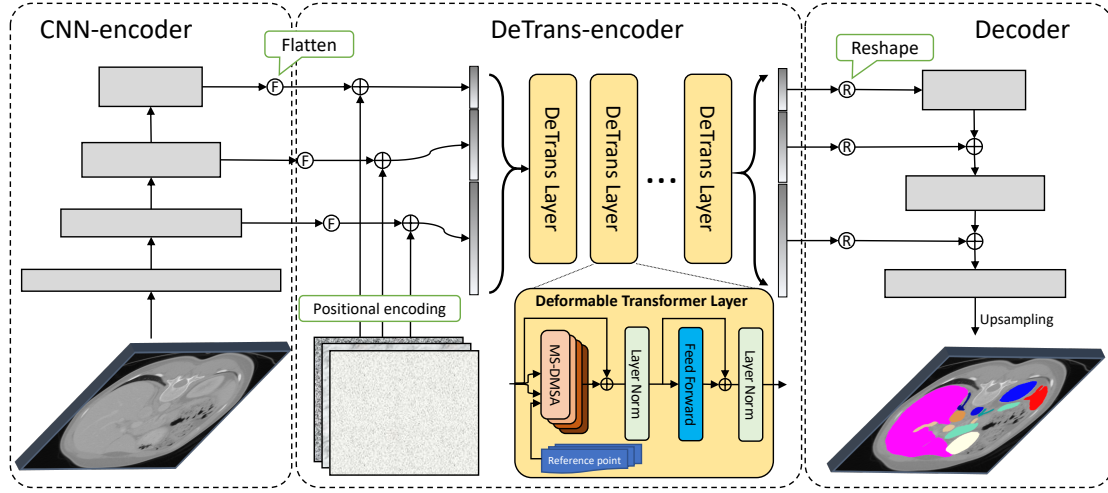 CNN-encoder
DeTrans-encoder
Decoder
Flatten
Reshape
F
F
F
R
R
R
DeTrans Layer
DeTrans Layer
...
DeTrans Layer
Positional encoding
Deformable Transformer Layer
MS-DMSA
Layer Norm
Feed Forward
Layer Norm
Reference point
Upsampling